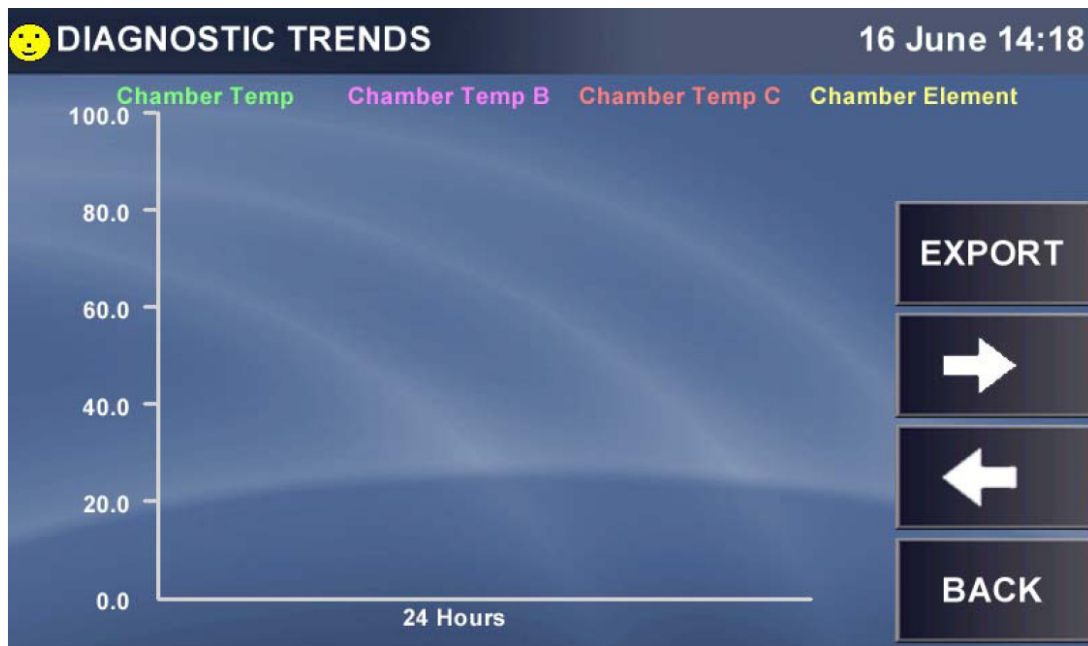 DIAGNOSTIC TRENDS 16 June 14:18
Chamber Temp Chamber Temp B Chamber Temp C Chamber Element
100.0
80.0
60.0
40.0
20.0
0.0
24 Hours
EXPORT
BACK